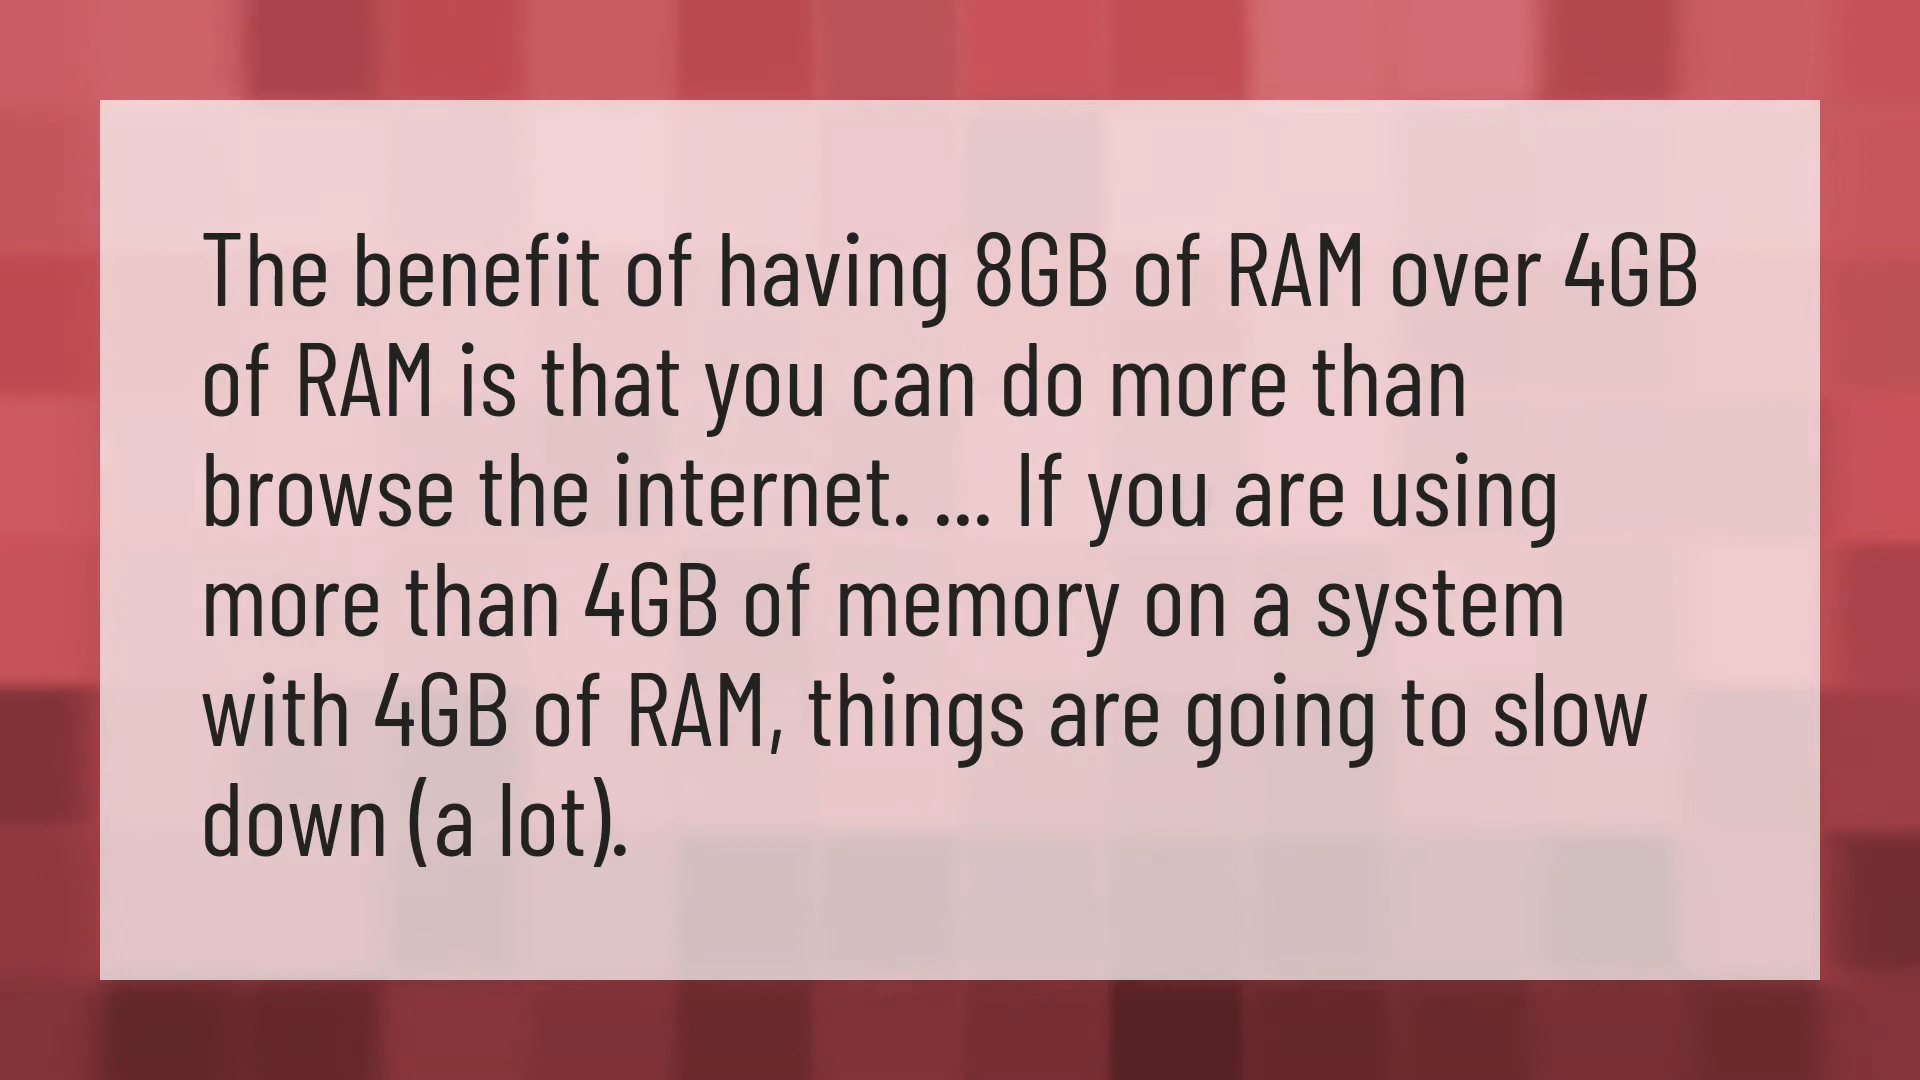 The benefit of having 8GB of RAM over 4GB
of RAM is that you can do more than
browse the internet. ... If you are using
more than 4GB of memory on a system
with 4GB of RAM, things are going to slow
down (a lot).